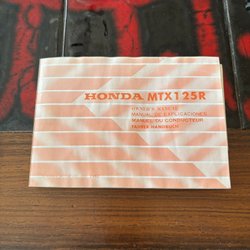 HONDA MTX125R
OWNER'S MANUAL
MANUAL DE EXPLICACIONES
MANUEL DU CONDUCTEUR
FAHRER-HANDBUCH